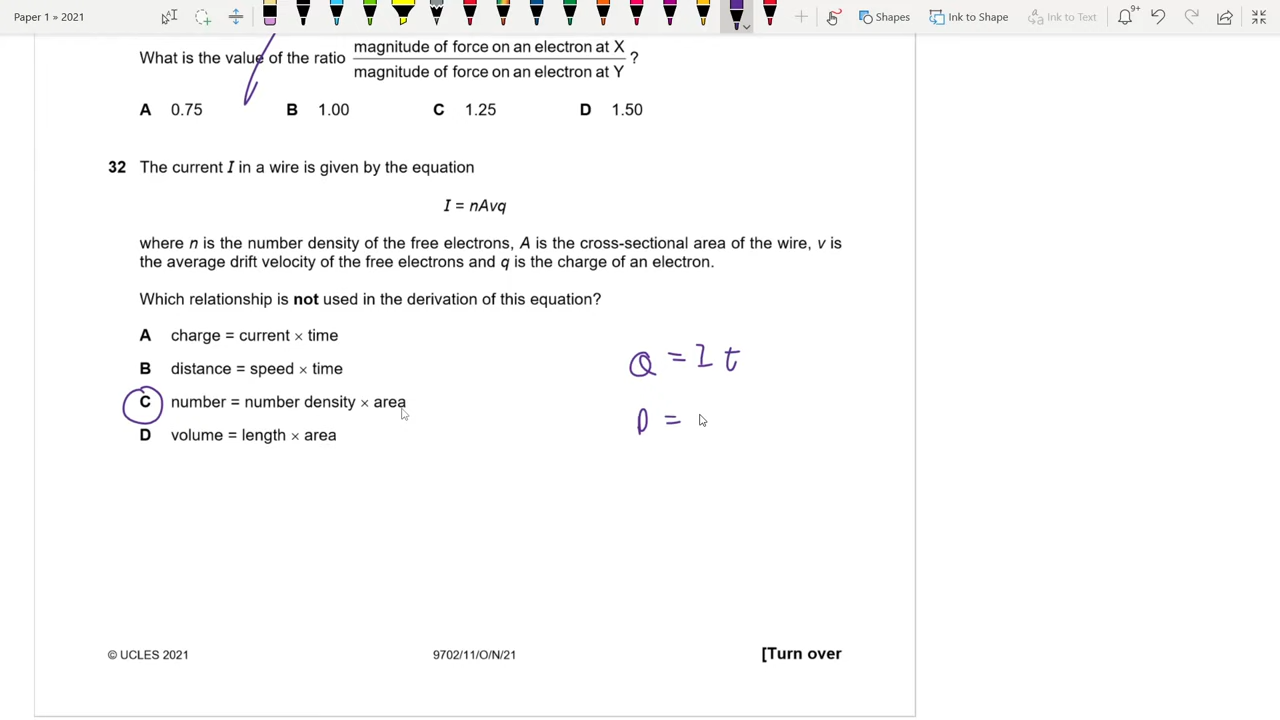 Paper 1 » 2021
Shapes
Ink to Shape
Ink to Text
9+
What is the value of the ratio magnitude of force on an electron at X / magnitude of force on an electron at Y ?
A 0.75 B 1.00 C 1.25 D 1.50
32 The current I in a wire is given by the equation
I = nAvq
where n is the number density of the free electrons, A is the cross-sectional area of the wire, v is
the average drift velocity of the free electrons and q is the charge of an electron.
Which relationship is not used in the derivation of this equation?
A charge = current × time
B distance = speed × time
C number = number density × area
D volume = length × area
Q = I t
D =
© UCLES 2021
9702/11/O/N/21
[Turn over